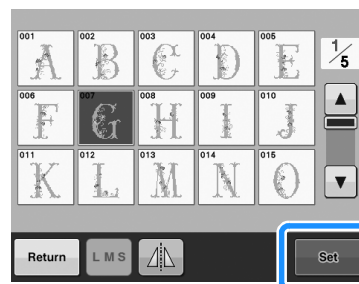 001 002 003 004 005
A B C D E
1/5
006 007 008 009 010
F G H I J
011 012 013 014 015
K L M N O
Return L M S Set